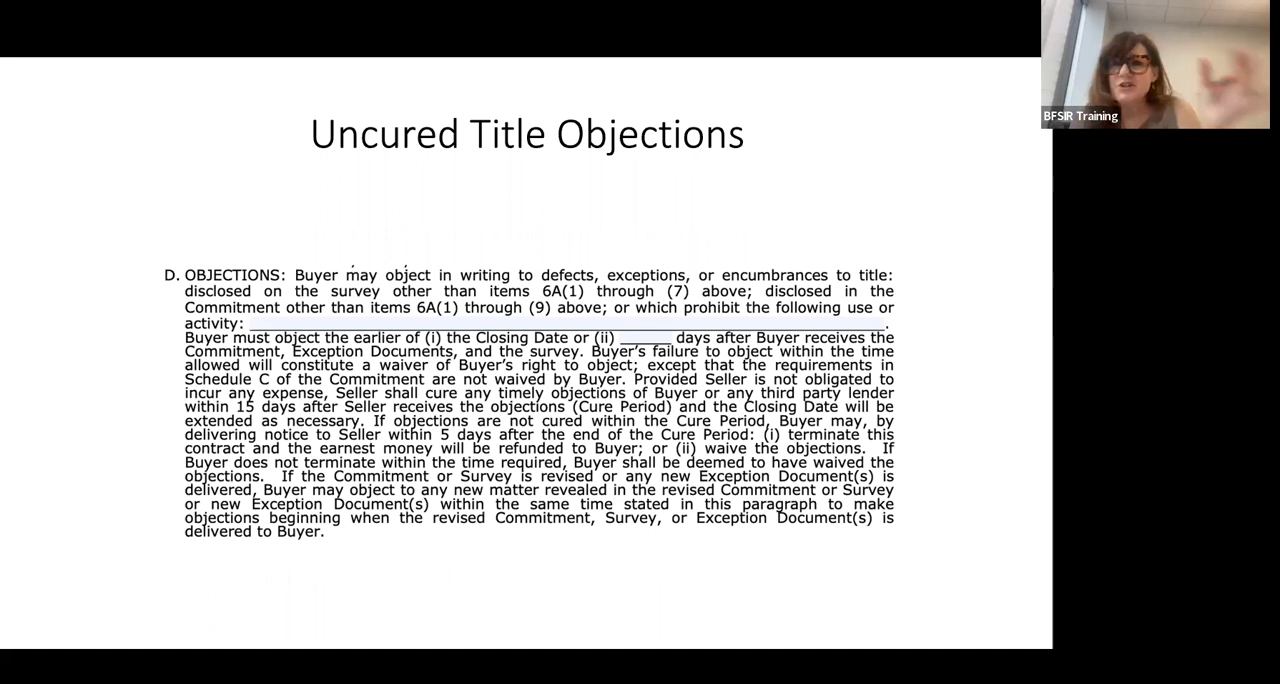 BFSIR Training
Uncured Title Objections
D. OBJECTIONS: Buyer may object in writing to defects, exceptions, or encumbrances to title:
disclosed on the survey other than items 6A(1) through (7) above; disclosed in the
Commitment other than items 6A(1) through (9) above; or which prohibit the following use or
activity: ______________________________.
Buyer must object the earlier of (i) the Closing Date or (ii) ______ days after Buyer receives the
Commitment, Exception Documents, and the survey. Buyer’s failure to object within the time
allowed will constitute a waiver of Buyer’s right to object; except that the requirements in
Schedule C of the Commitment are not waived by Buyer. Provided Seller is not obligated to
incur any expense, Seller shall cure any timely objections of Buyer or any third party lender
within 15 days after Seller receives the objections (Cure Period) and the Closing Date will be
extended as necessary. If objections are not cured within the Cure Period, Buyer may, by
delivering notice to Seller within 5 days after the end of the Cure Period: (i) terminate this
contract and the earnest money will be refunded to Buyer; or (ii) waive the objections. If
Buyer does not terminate within the time required, Buyer shall be deemed to have waived the
objections. If the Commitment or Survey is revised or any new Exception Document(s) is
delivered, Buyer may object to any new matter revealed in the revised Commitment or Survey
or new Exception Document(s) within the same time stated in this paragraph to make
objections beginning when the revised Commitment, Survey, or Exception Document(s) is
delivered to Buyer.